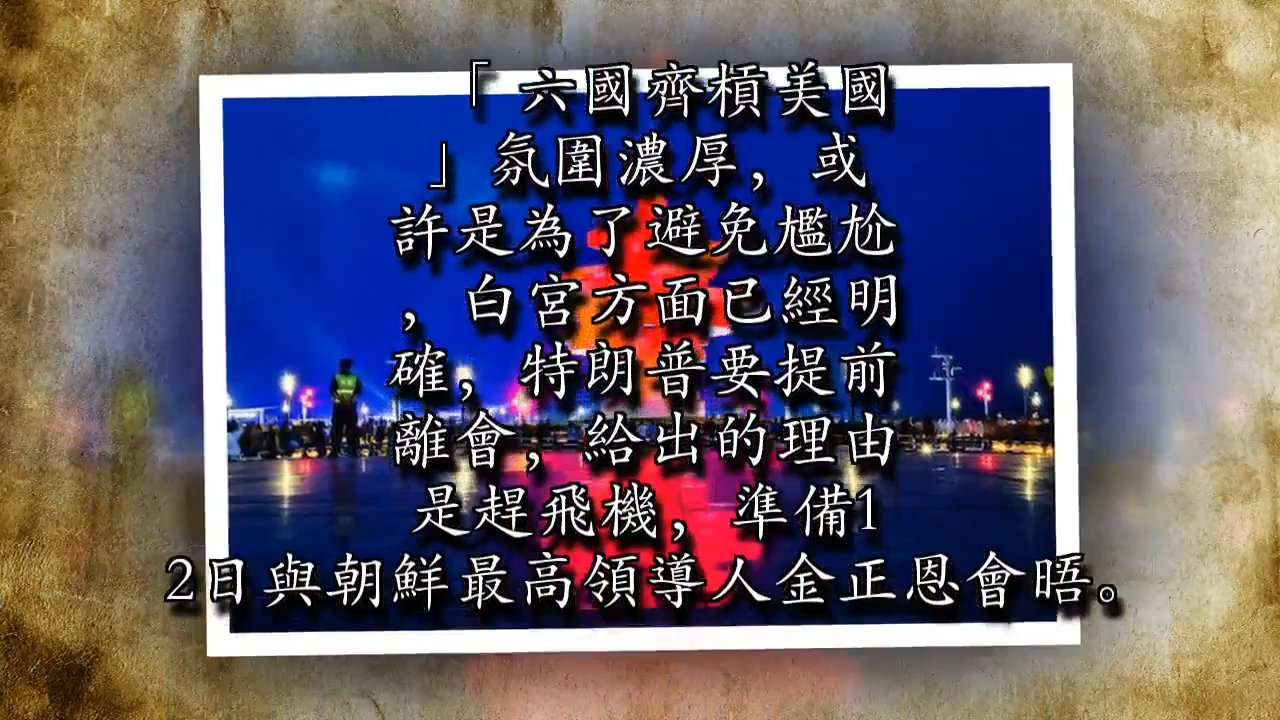 「 六國齊槓美國
」氛圍濃厚，或
許是為了避免尷尬
，白宮方面已經明
確，特朗普要提前
離會，給出的理由
是趕飛機，準備1
2日與朝鮮最高領導人金正恩會晤。